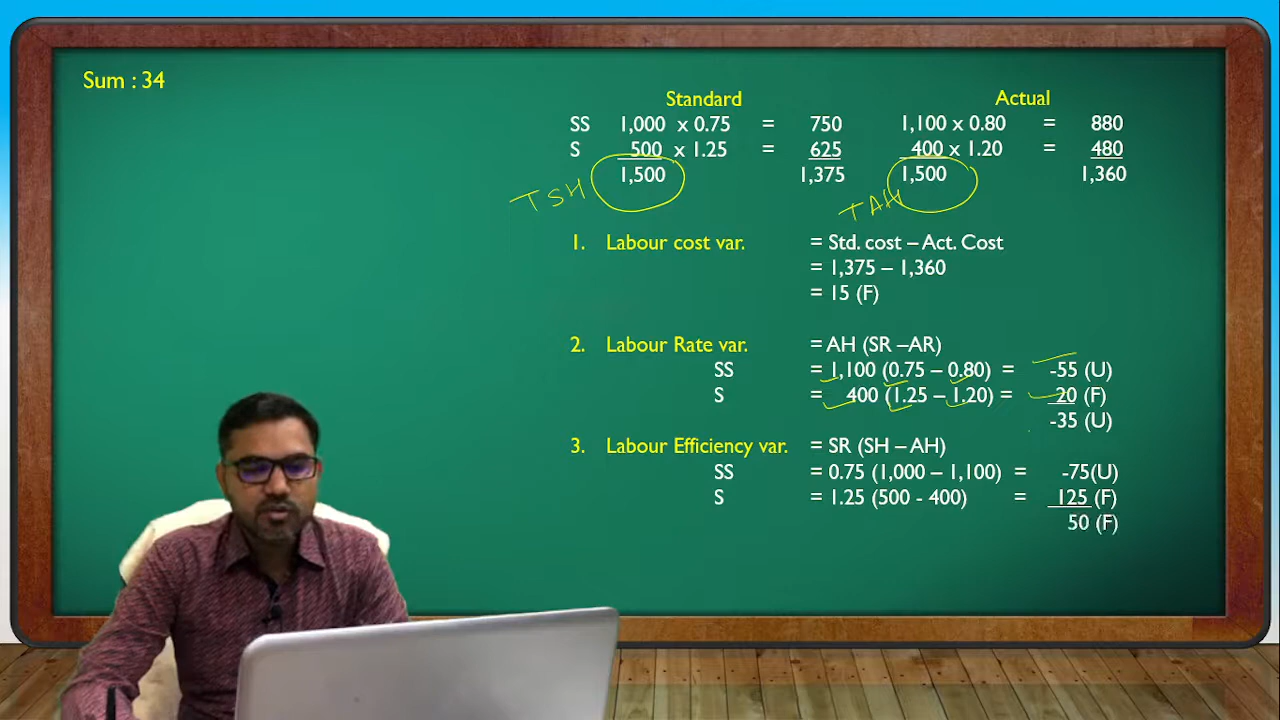 Sum : 34
Standard Actual
SS 1,000 x 0.75 = 750 1,100 x 0.80 = 880
S 500 x 1.25 = 625 400 x 1.20 = 480
1,500 1,375 1,500 1,360
TSH TAH
1. Labour cost var. = Std. cost – Act. Cost
= 1,375 – 1,360
= 15 (F)
2. Labour Rate var. = AH (SR –AR)
SS = 1,100 (0.75 – 0.80) = -55 (U)
S = 400 (1.25 – 1.20) = 20 (F)
-35 (U)
3. Labour Efficiency var. = SR (SH – AH)
SS = 0.75 (1,000 – 1,100) = -75(U)
S = 1.25 (500 - 400) = 125 (F)
50 (F)